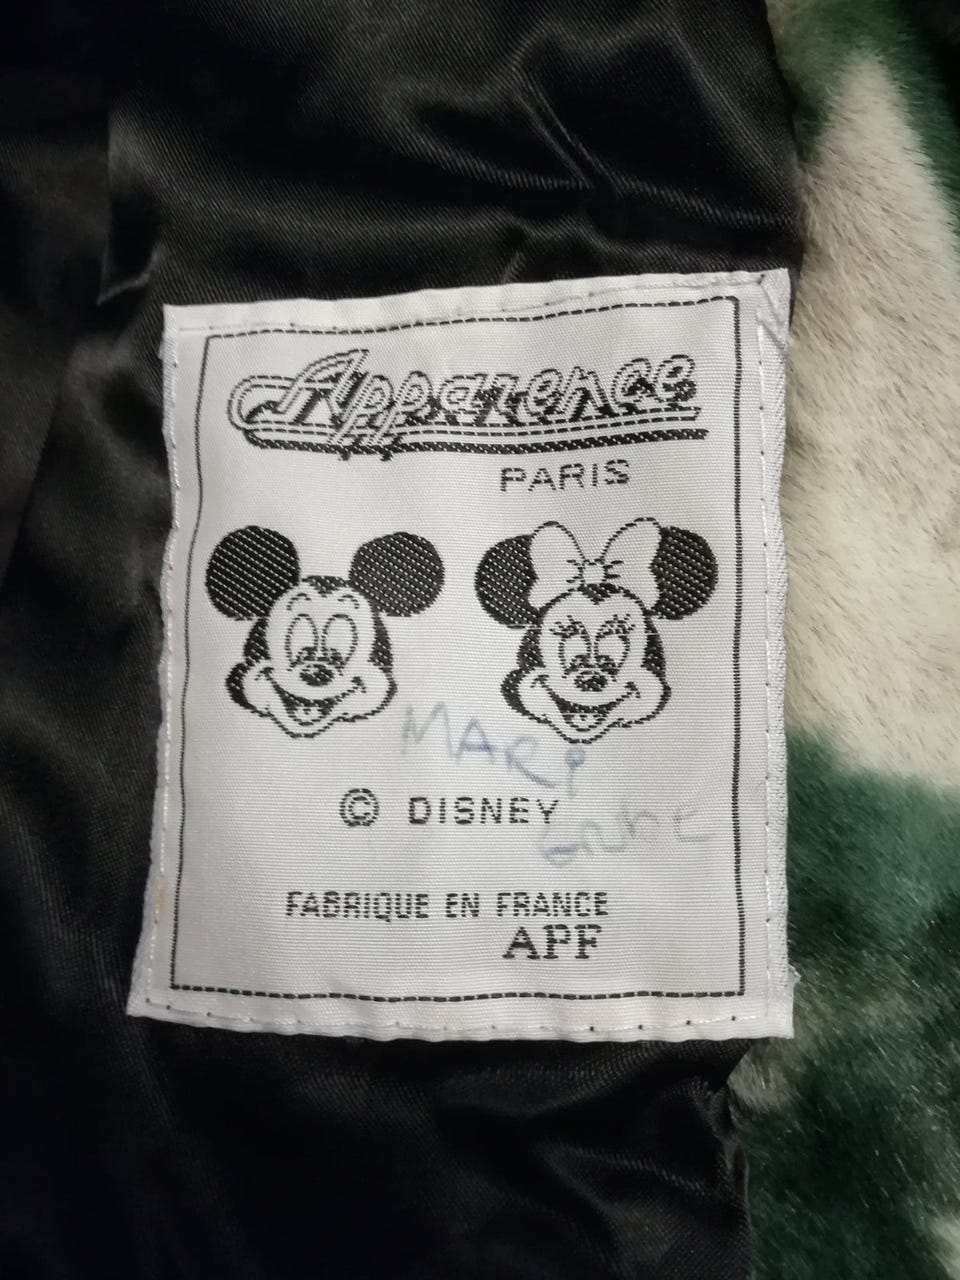 Apparence
PARIS
MARI
© DISNEY
FABRIQUE EN FRANCE
APF